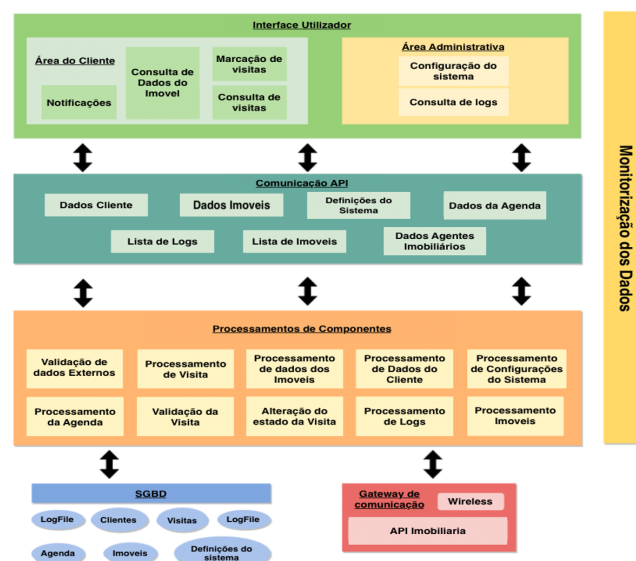 Interface Utilizador
Área do Cliente
Notificações
Consulta de
Dados do
Imovel
Marcação de
visitas
Consulta de
visitas
Área Administrativa
Configuração do
sistema
Consulta de logs
Monitorização dos Dados
Comunicação API
Dados Cliente
Dados Imoveis
Definições do
Sistema
Dados da Agenda
Lista de Logs
Lista de Imoveis
Dados Agentes
Imobiliários
Processamentos de Componentes
Validação de
dados Externos
Processamento
de Visita
Processamento
de dados dos
Imoveis
Processamento
de Dados do
Cliente
Processamento
de Configurações
do Sistema
Processamento
da Agenda
Validação da
Visita
Alteração do
estado da Visita
Processamento
de Logs
Processamento
Imoveis
SGBD
LogFile
Clientes
Visitas
LogFile
Agenda
Imoveis
Definições do
sistema
Gateway de
comunicação
Wireless
API Imobiliaria